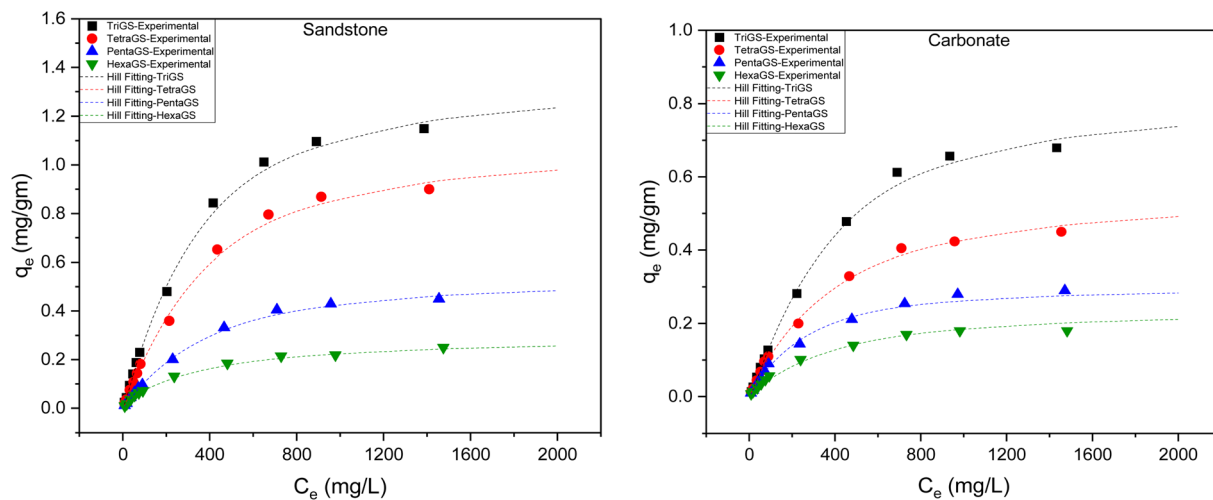 Sandstone
TriGS-Experimental
TetraGS-Experimental
PentaGS-Experimental
HexaGS-Experimental
Hill Fitting-TriGS
Hill Fitting-TetraGS
Hill Fitting-PentaGS
Hill Fitting-HexaGS
1.6
1.4
1.2
1.0
0.8
0.6
0.4
0.2
0.0
qe (mg/gm)
0 400 800 1200 1600 2000
Ce (mg/L)
Carbonate
TriGS-Experimental
TetraGS-Experimental
PentaGS-Experimental
HexaGS-Experimental
Hill Fitting-TriGS
Hill Fitting-TetraGS
Hill Fitting-PentaGS
Hill Fitting-HexaGS
1.0
0.8
0.6
0.4
0.2
0.0
qe (mg/gm)
0 400 800 1200 1600 2000
Ce (mg/L)